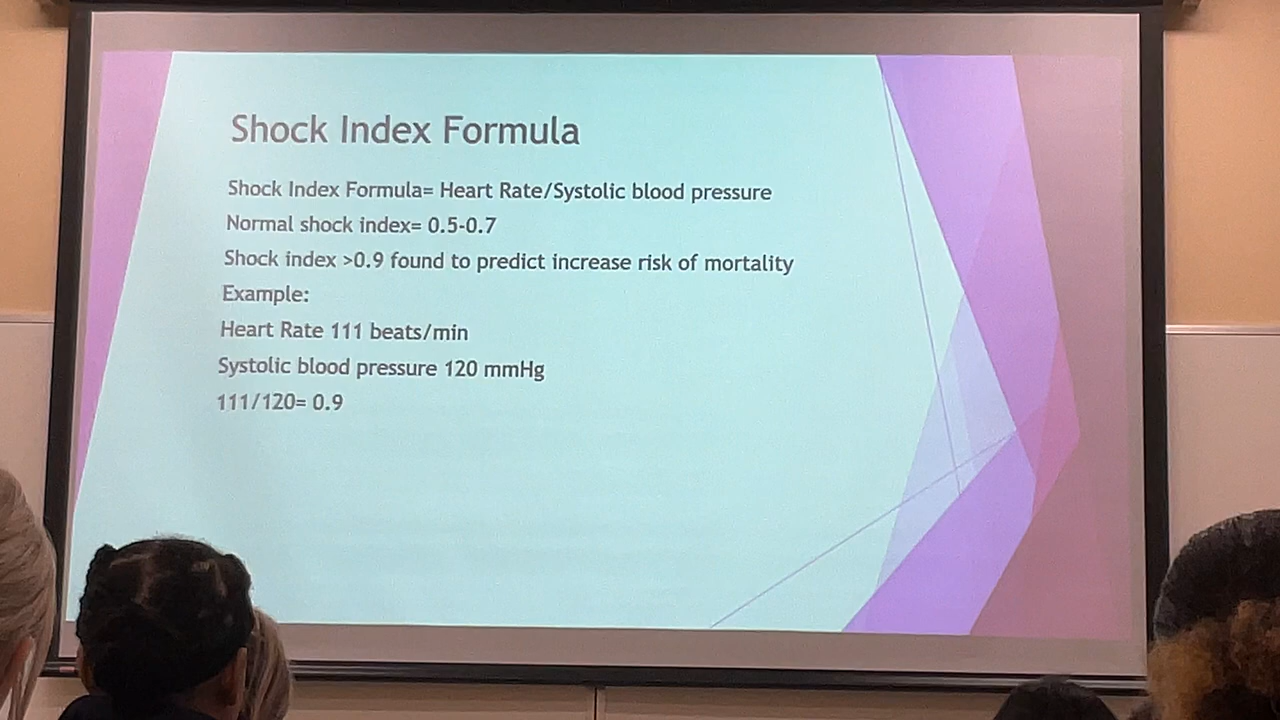 Shock Index Formula
Shock Index Formula= Heart Rate/Systolic blood pressure
Normal shock index= 0.5-0.7
Shock index >0.9 found to predict increase risk of mortality
Example:
Heart Rate 111 beats/min
Systolic blood pressure 120 mmHg
111/120= 0.9